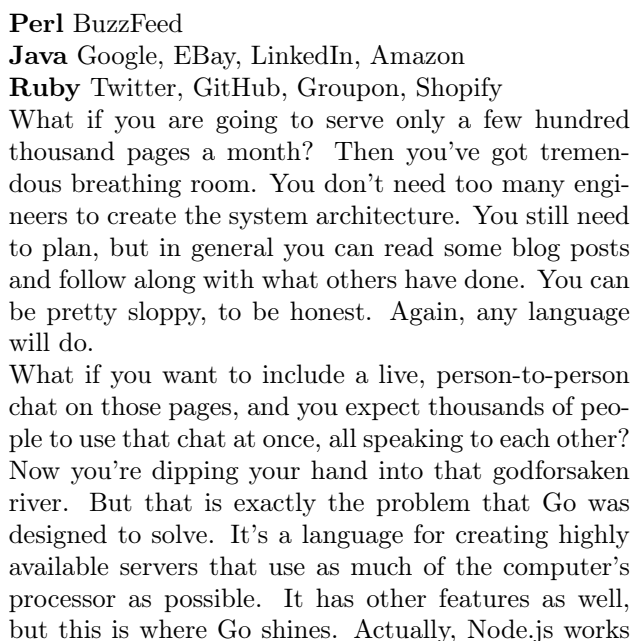 Perl BuzzFeed
Java Google, EBay, LinkedIn, Amazon
Ruby Twitter, GitHub, Groupon, Shopify
What if you are going to serve only a few hundred
thousand pages a month? Then you've got tremen-
dous breathing room. You don't need too many engi-
neers to create the system architecture. You still need
to plan, but in general you can read some blog posts
and follow along with what others have done. You can
be pretty sloppy, to be honest. Again, any language
will do.
What if you want to include a live, person-to-person
chat on those pages, and you expect thousands of peo-
ple to use that chat at once, all speaking to each other?
Now you're dipping your hand into that godforsaken
river. But that is exactly the problem that Go was
designed to solve. It's a language for creating highly
available servers that use as much of the computer's
processor as possible. It has other features as well,
but this is where Go shines. Actually, Node.js works